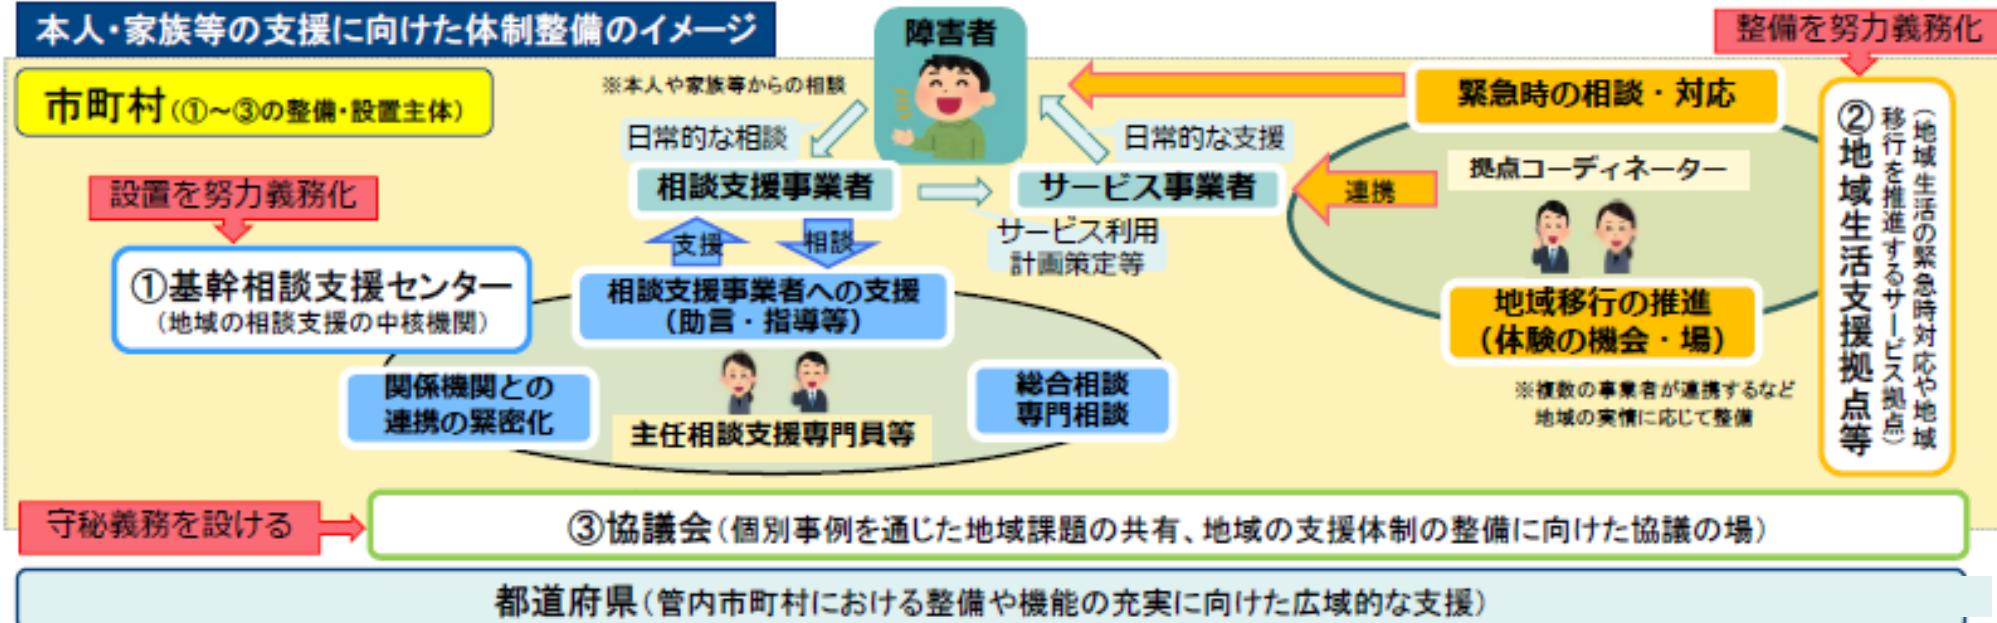 本人・家族等の支援に向けた体制整備のイメージ
障害者
整備を努力義務化
市町村(①~③の整備・設置主体)
※本人や家族等からの相談
緊急時の相談・対応
日常的な相談
日常的な支援
拠点コーディネーター
相談支援事業者
サービス事業者
連携
設置を努力義務化
サービス利用
計画策定等
支援
相談
①基幹相談支援センター
(地域の相談支援の中核機関)
相談支援事業者への支援
(助言・指導等)
地域移行の推進
(体験の機会・場)
②地域生活支援拠点等
(地域生活の緊急時対応や地域
移行を推進するサービス拠点)
関係機関との
連携の緊密化
主任相談支援専門員等
総合相談
専門相談
※複数の事業者が連携するなど
地域の実情に応じて整備
守秘義務を設ける
③協議会(個別事例を通じた地域課題の共有、地域の支援体制の整備に向けた協議の場)
都道府県(管内市町村における整備や機能の充実に向けた広域的な支援)